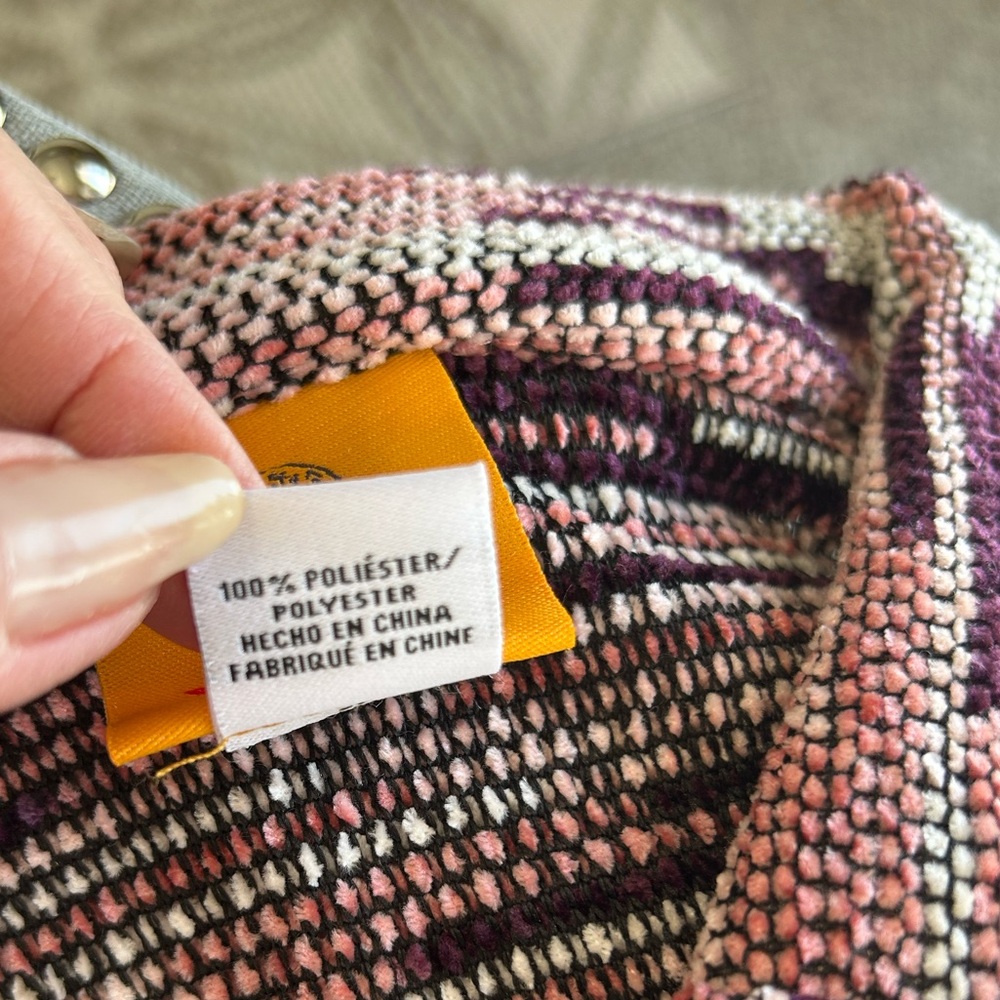 100% POLIÉSTER/
POLYESTER
HECHO EN CHINA
FABRIQUÉ EN CHINE